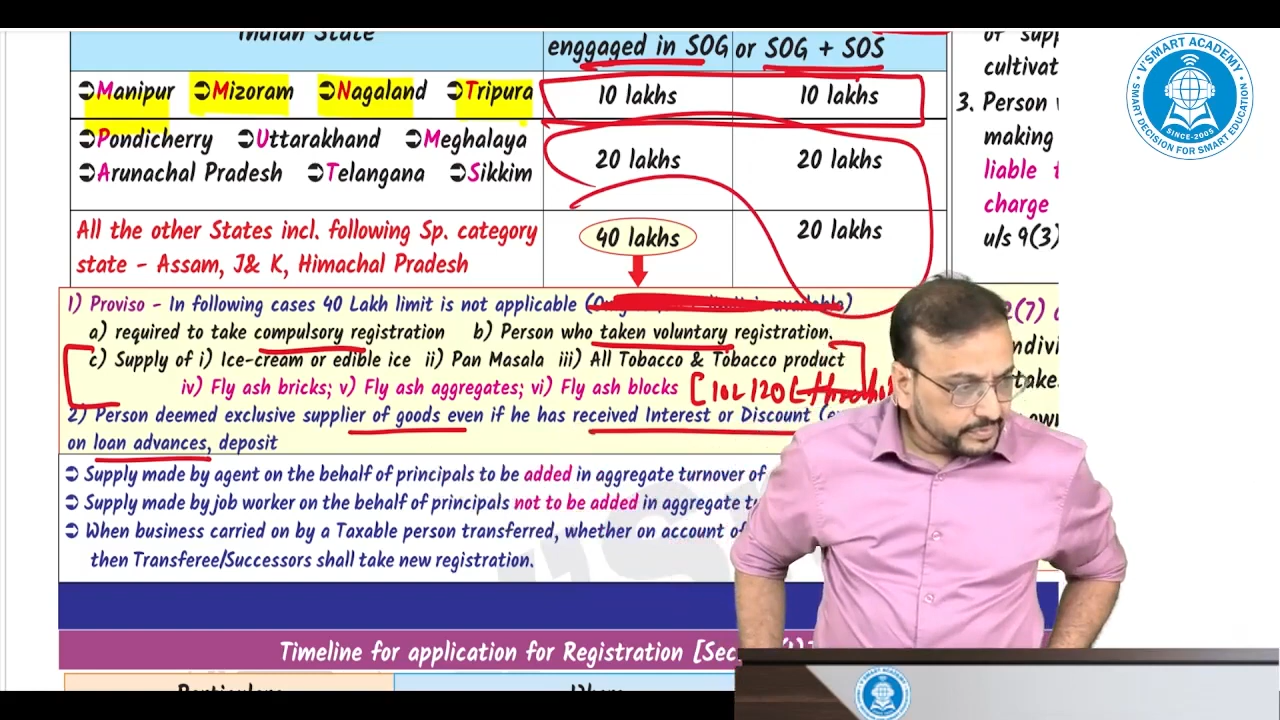 Indian State
enggaged in SOG or SOG + SOS
➲Manipur ➲Mizoram ➲Nagaland ➲Tripura 10 lakhs 10 lakhs
➲Pondicherry ➲Uttarakhand ➲Meghalaya
➲Arunachal Pradesh ➲Telangana ➲Sikkim
20 lakhs 20 lakhs
All the other States incl. following Sp. category
state - Assam, J& K, Himachal Pradesh
40 lakhs 20 lakhs
1) Proviso - In following cases 40 Lakh limit is not applicable
a) required to take compulsory registration b) Person who taken voluntary registration.
c) Supply of i) Ice-cream or edible ice ii) Pan Masala iii) All Tobacco & Tobacco product
iv) Fly ash bricks; v) Fly ash aggregates; vi) Fly ash blocks
2) Person deemed exclusive supplier of goods even if he has received Interest or Discount
on loan advances, deposit
➲ Supply made by agent on the behalf of principals to be added in aggregate turnover of
➲ Supply made by job worker on the behalf of principals not to be added in aggregate
➲ When business carried on by a Taxable person transferred, whether on account of
then Transferee/Successors shall take new registration.
Timeline for application for Registration
of
cultivat
3. Person
making
liable
charge
u/s 9(3)
V'SMART ACADEMY
SINCE-2005
SMART DECISION FOR SMART EDUCATION